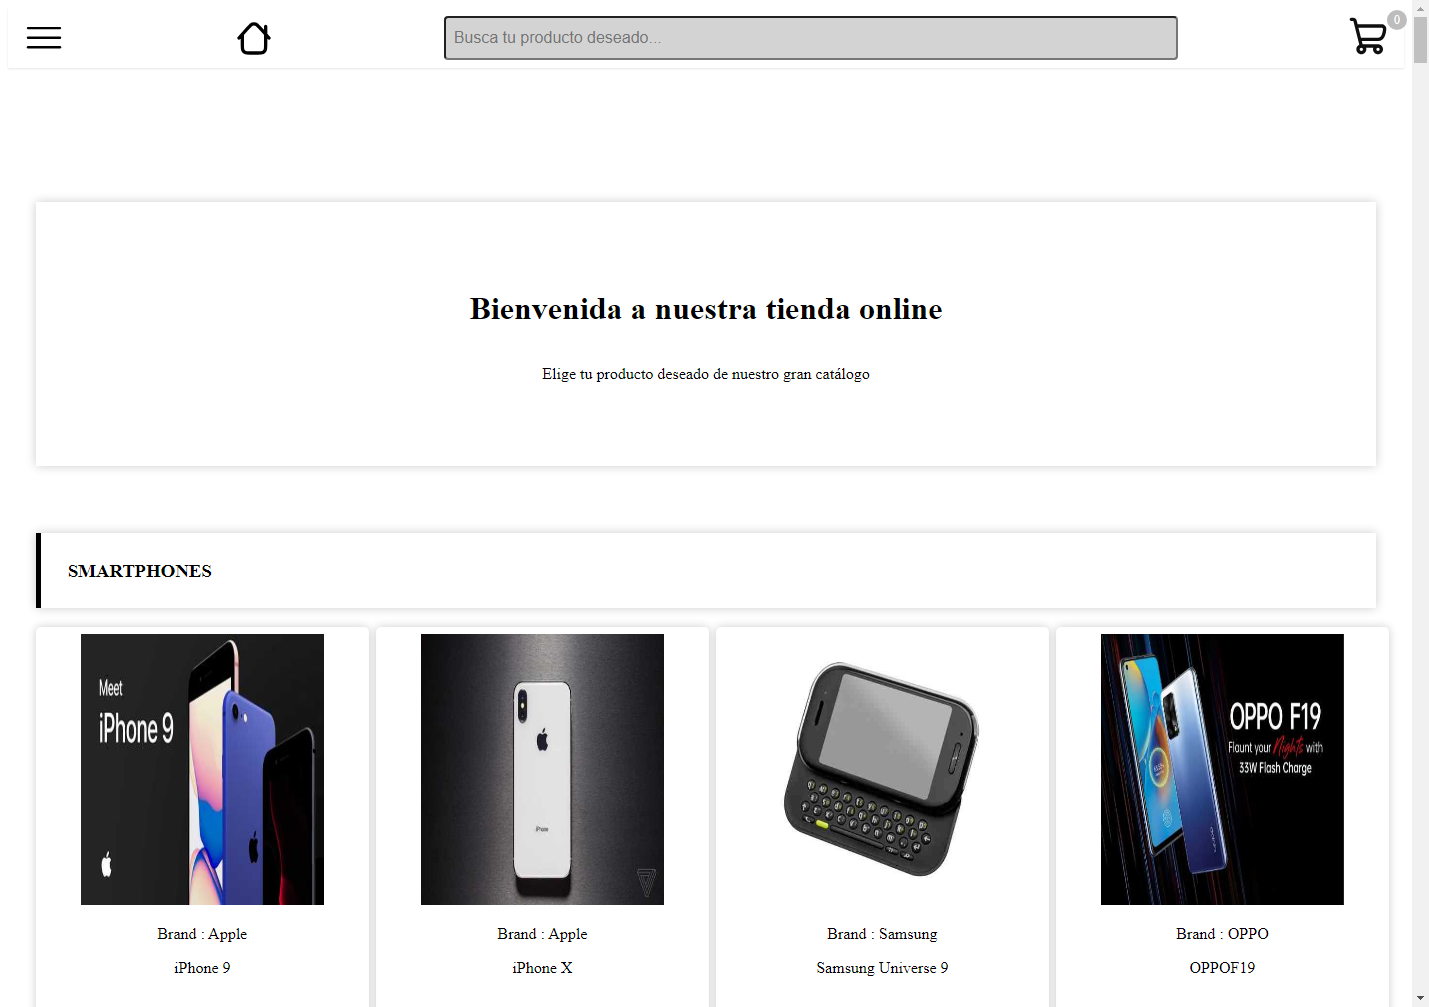 Busca tu producto deseado...
0
Bienvenida a nuestra tienda online
Elige tu producto deseado de nuestro gran catálogo
SMARTPHONES
Meet
iPhone 9
iPhone
OPPO F19
Flaunt your Nights with
33W Flash Charge
Brand : Apple
iPhone 9
Brand : Apple
iPhone X
Brand : Samsung
Samsung Universe 9
Brand : OPPO
OPPOF19